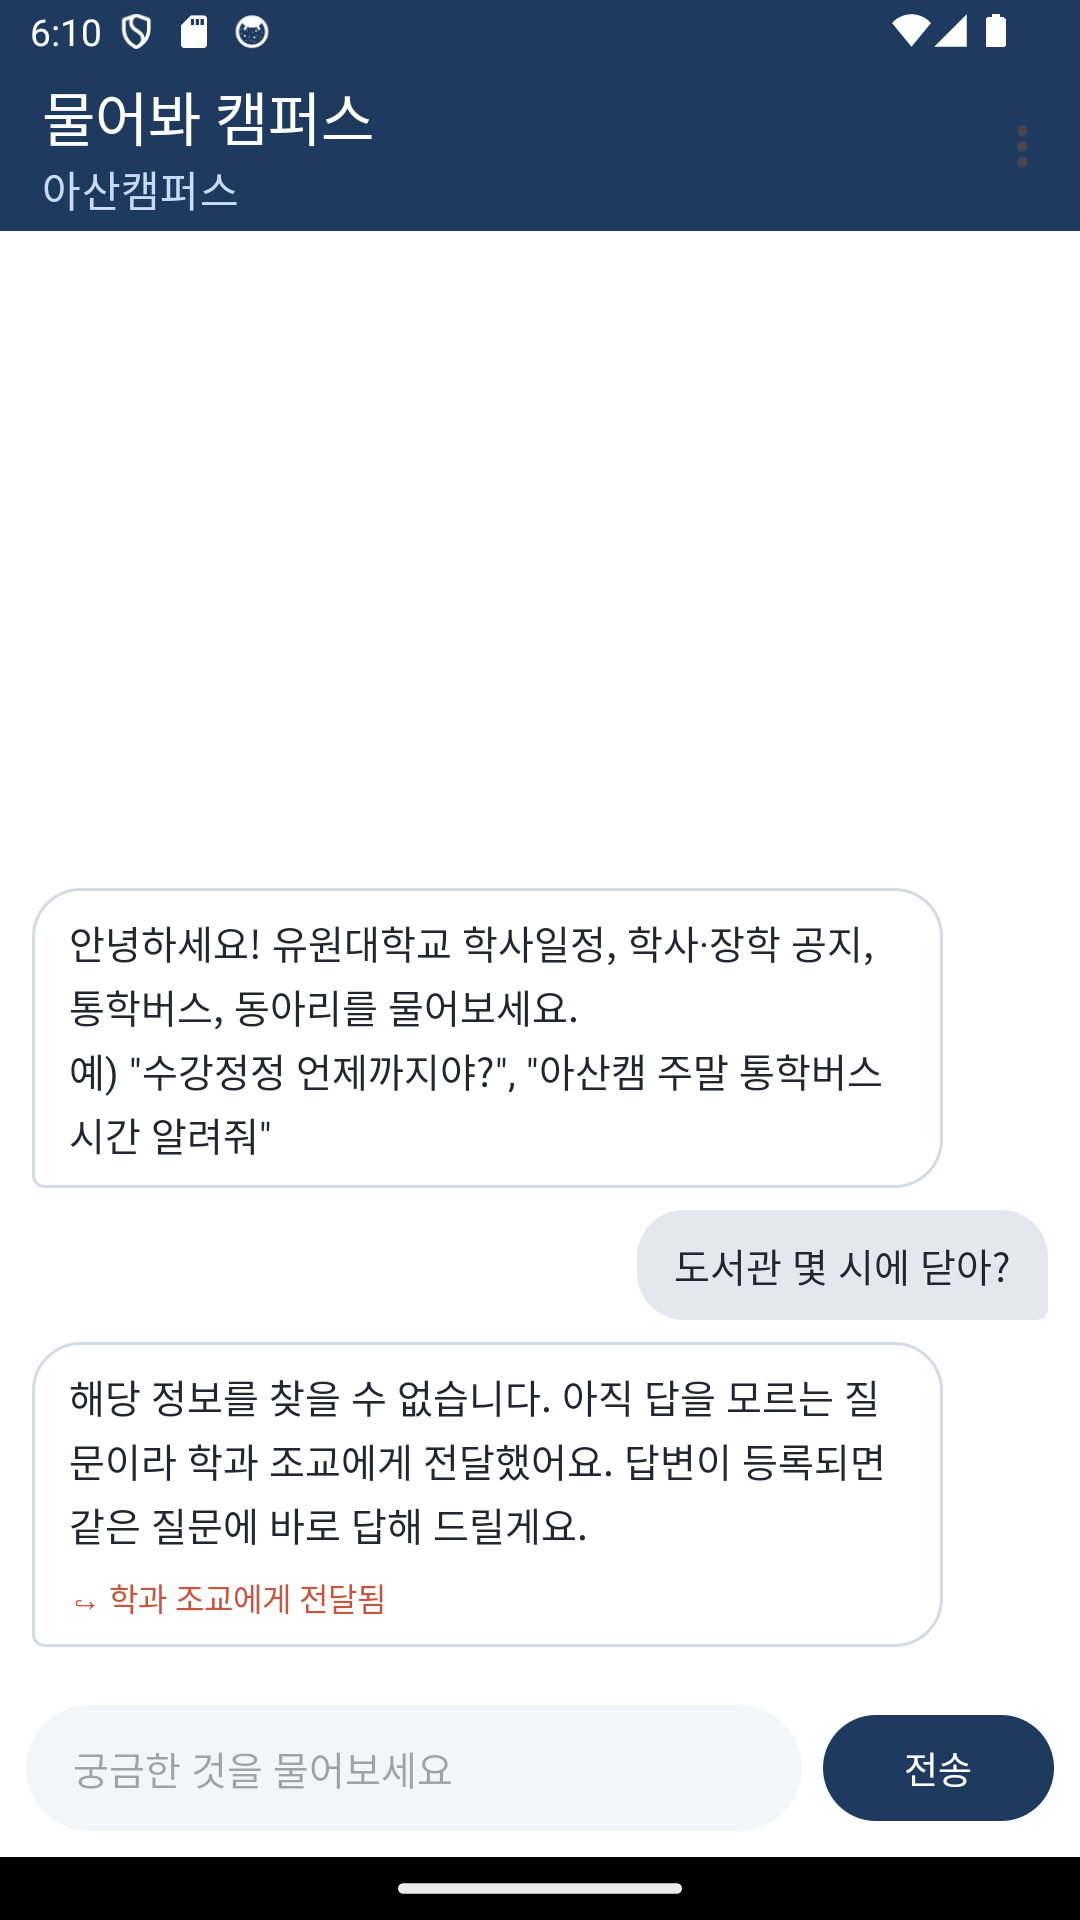 6:10
물어봐 캠퍼스
아산캠퍼스
안녕하세요! 유원대학교 학사일정, 학사·장학 공지,
통학버스, 동아리를 물어보세요.
예) "수강정정 언제까지야?", "아산캠 주말 통학버스
시간 알려줘"
도서관 몇 시에 닫아?
해당 정보를 찾을 수 없습니다. 아직 답을 모르는 질
문이라 학과 조교에게 전달했어요. 답변이 등록되면
같은 질문에 바로 답해 드릴게요.
↪ 학과 조교에게 전달됨
궁금한 것을 물어보세요
전송